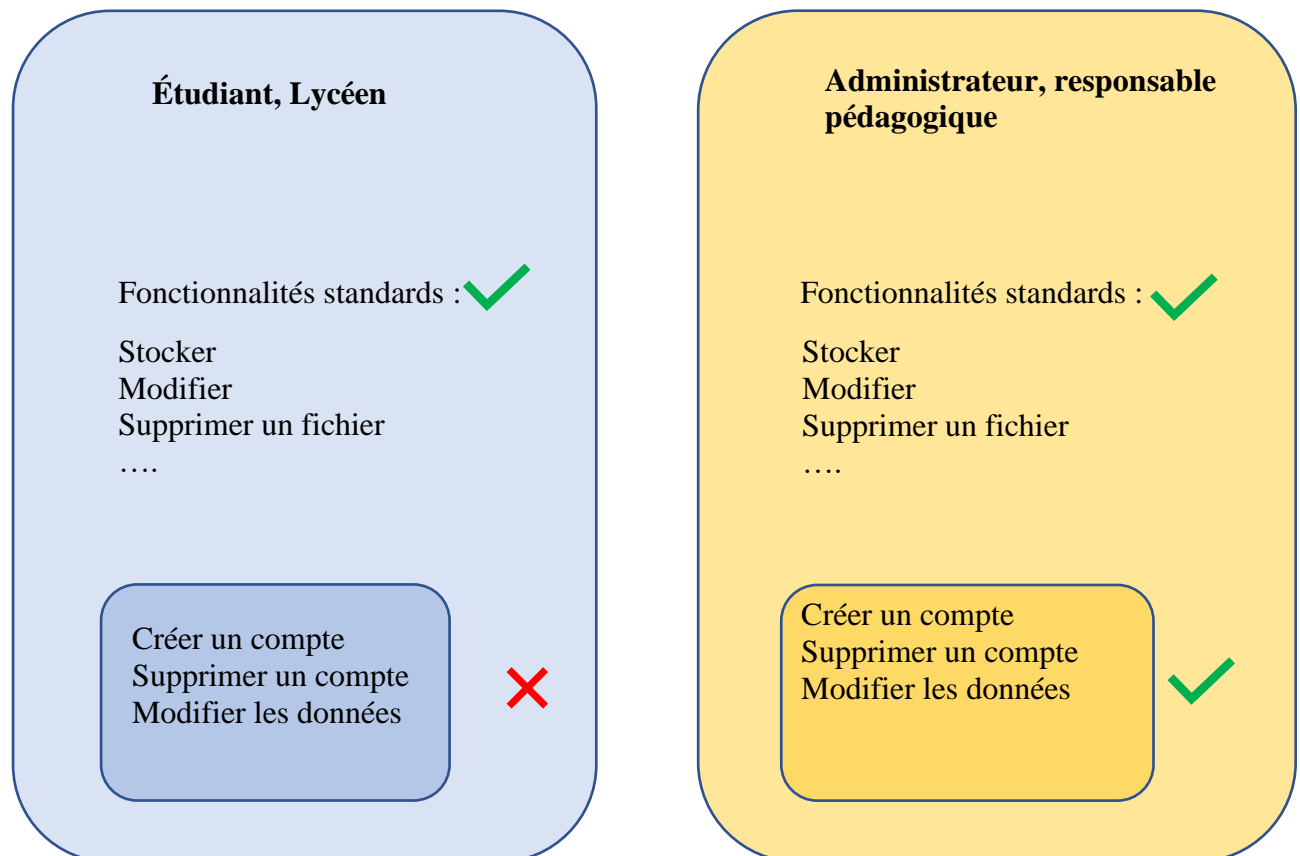 Étudiant, Lycéen
Fonctionnalités standards :
Stocker
Modifier
Supprimer un fichier
….
Créer un compte
Supprimer un compte
Modifier les données
Administrateur, responsable
pédagogique
Fonctionnalités standards :
Stocker
Modifier
Supprimer un fichier
….
Créer un compte
Supprimer un compte
Modifier les données